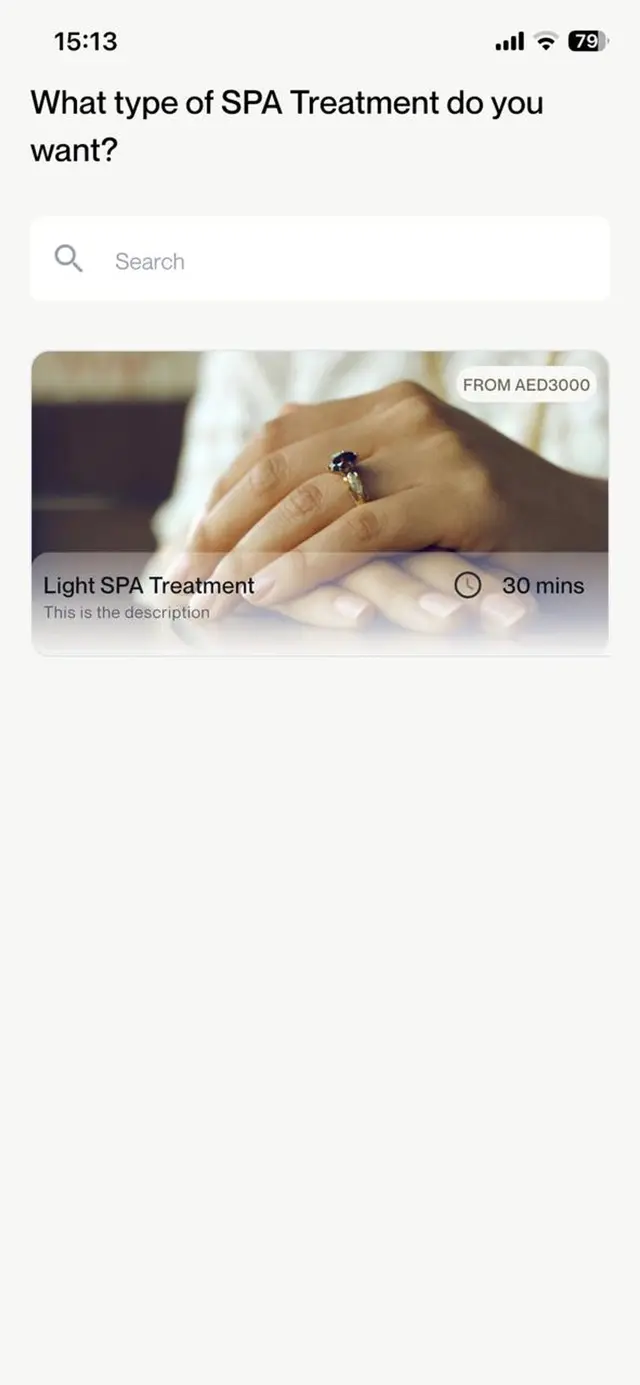 15:13
79
What type of SPA Treatment do you
want?
Search
FROM AED3000
Light SPA Treatment
30 mins
This is the description